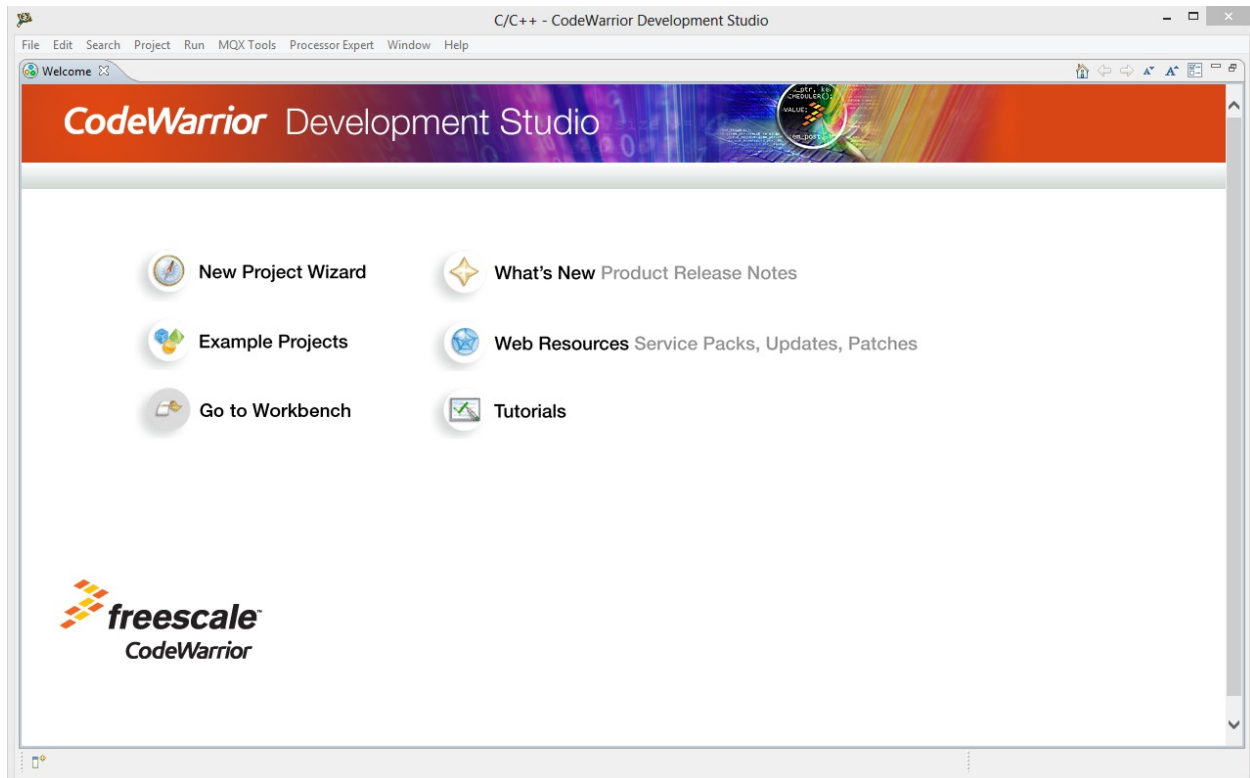 C/C++ - CodeWarrior Development Studio
File Edit Search Project Run MQX Tools Processor Expert Window Help
Welcome
CodeWarrior Development Studio
New Project Wizard
What's New Product Release Notes
Example Projects
Web Resources Service Packs, Updates, Patches
Go to Workbench
Tutorials
freescale™
CodeWarrior